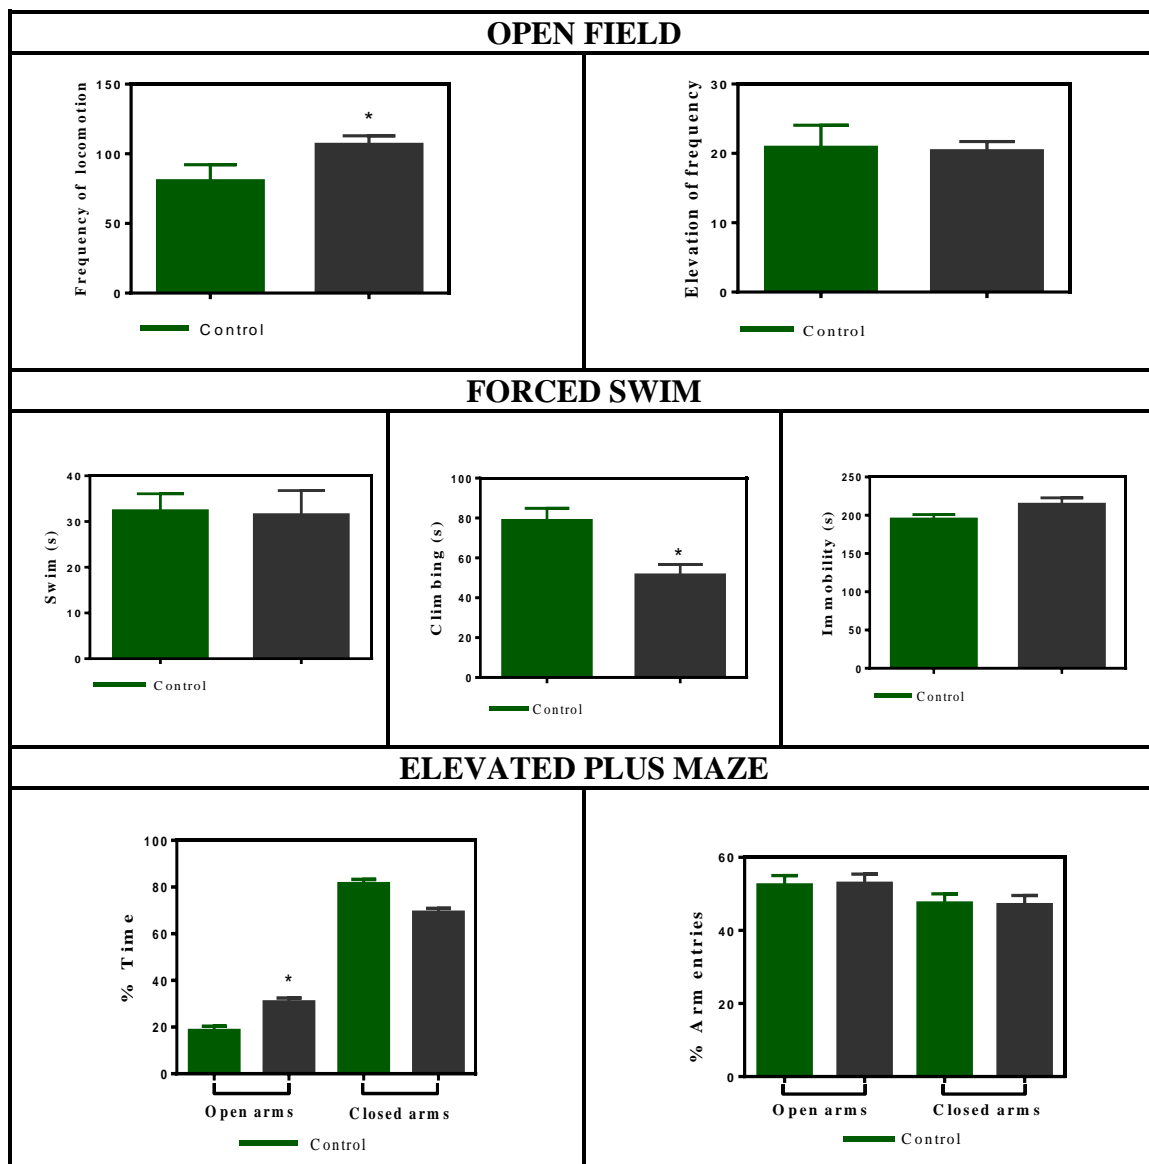 OPEN FIELD
Frequency of locomotion
150
100
50
0
*
Control
Elevation of frequency
30
20
10
0
Control
FORCED SWIM
Swim (s)
40
30
20
10
0
Control
Climbing (s)
100
80
60
40
20
0
*
Control
Immobility (s)
250
200
150
100
50
0
Control
ELEVATED PLUS MAZE
% Time
100
80
60
40
20
0
*
Open arms
Closed arms
Control
% Arm entries
60
40
20
0
Open arms
Closed arms
Control